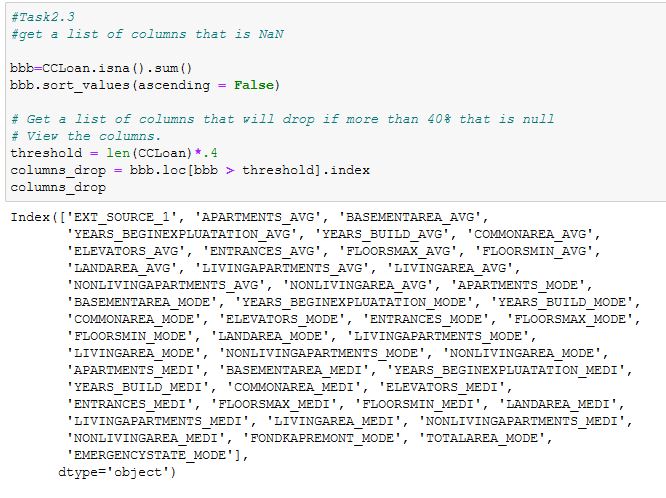 #Task2.3
#get a list of columns that is NaN
bbb=CCLoan.isna().sum()
bbb.sort_values(ascending = False)
# Get a list of columns that will drop if more than 40% that is null
# View the columns.
threshold = len(CCLoan)*.4
columns_drop = bbb.loc[bbb > threshold].index
columns_drop
Index(['EXT_SOURCE_1', 'APARTMENTS_AVG', 'BASEMENTAREA_AVG',
'YEARS_BEGINEXPLUATATION_AVG', 'YEARS_BUILD_AVG', 'COMMONAREA_AVG',
'ELEVATORS_AVG', 'ENTRANCES_AVG', 'FLOORSMAX_AVG', 'FLOORSMIN_AVG',
'LANDAREA_AVG', 'LIVINGAPARTMENTS_AVG', 'LIVINGAREA_AVG',
'NONLIVINGAPARTMENTS_AVG', 'NONLIVINGAREA_AVG', 'APARTMENTS_MODE',
'BASEMENTAREA_MODE', 'YEARS_BEGINEXPLUATATION_MODE', 'YEARS_BUILD_MODE',
'COMMONAREA_MODE', 'ELEVATORS_MODE', 'ENTRANCES_MODE', 'FLOORSMAX_MODE',
'FLOORSMIN_MODE', 'LANDAREA_MODE', 'LIVINGAPARTMENTS_MODE',
'LIVINGAREA_MODE', 'NONLIVINGAPARTMENTS_MODE', 'NONLIVINGAREA_MODE',
'APARTMENTS_MEDI', 'BASEMENTAREA_MEDI', 'YEARS_BEGINEXPLUATATION_MEDI',
'YEARS_BUILD_MEDI', 'COMMONAREA_MEDI', 'ELEVATORS_MEDI',
'ENTRANCES_MEDI', 'FLOORSMAX_MEDI', 'FLOORSMIN_MEDI', 'LANDAREA_MEDI',
'LIVINGAPARTMENTS_MEDI', 'LIVINGAREA_MEDI', 'NONLIVINGAPARTMENTS_MEDI',
'NONLIVINGAREA_MEDI', 'FONDKAPREMONT_MODE', 'TOTALAREA_MODE',
'EMERGENCYSTATE_MODE'],
dtype='object')